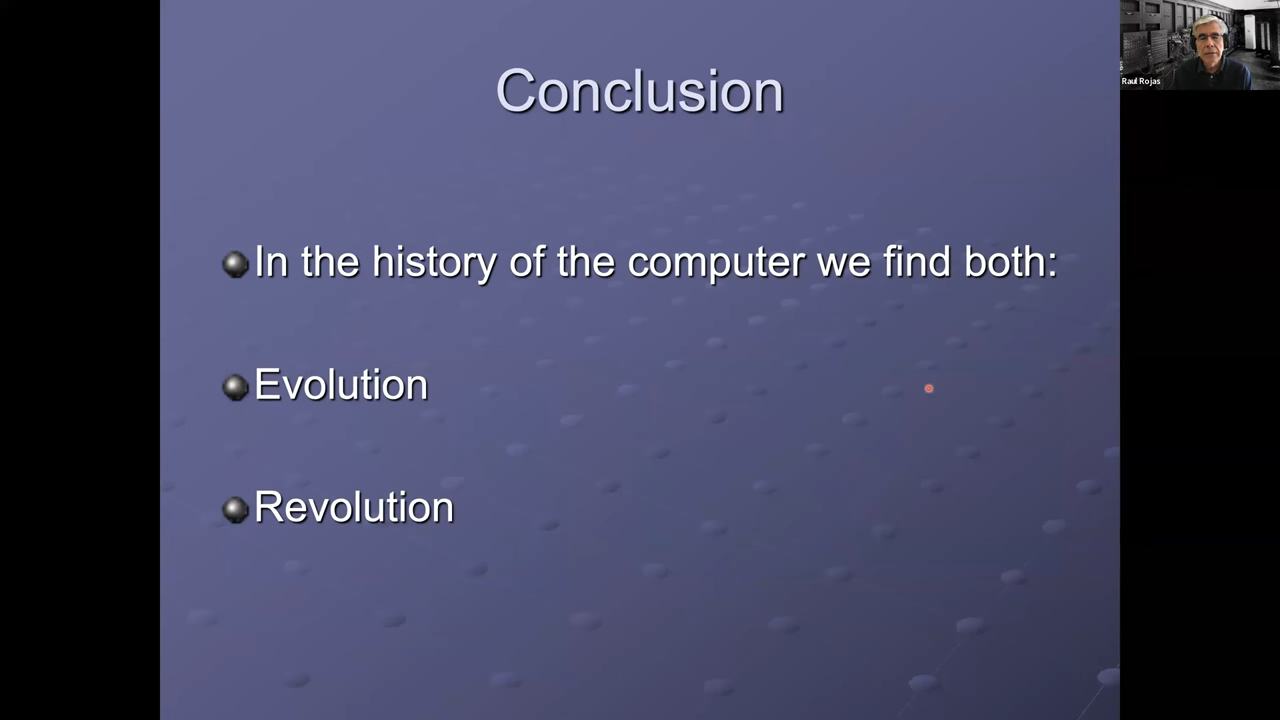 Conclusion
In the history of the computer we find both:
Evolution
Revolution
Raul Rojas